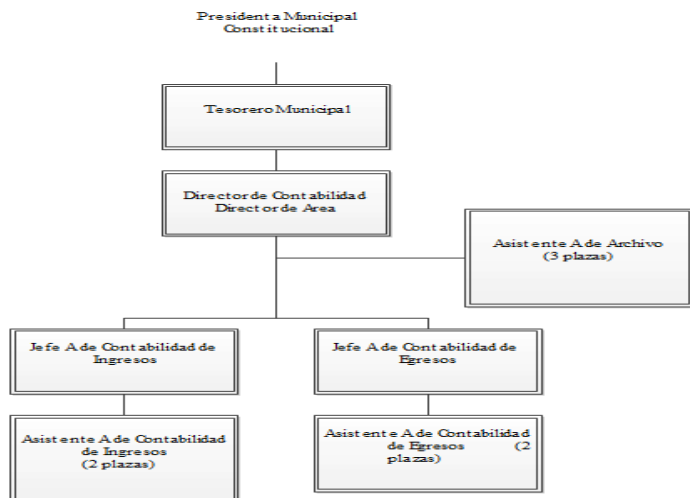 Presidenta Municipal
Constitucional
Tesorero Municipal
Director de Contabilidad
Director de Area
Asistente A de Archivo
(3 plazas)
Jefe A de Contabilidad de
Ingresos
Jefe A de Contabilidad de
Egresos
Asistente A de Contabilidad
de Ingresos
(2 plazas)
Asistente A de Contabilidad
de Egresos (2
plazas)